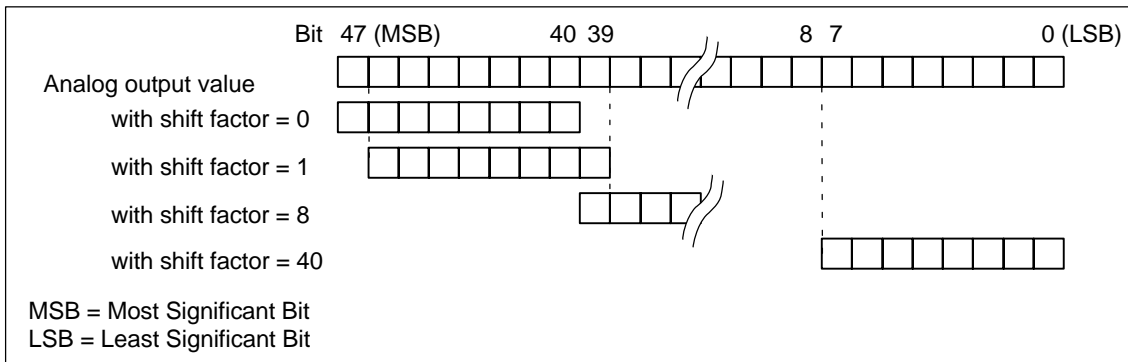 Bit 47 (MSB) 40 39 8 7 0 (LSB)
Analog output value
with shift factor = 0
with shift factor = 1
with shift factor = 8
with shift factor = 40
MSB = Most Significant Bit
LSB = Least Significant Bit